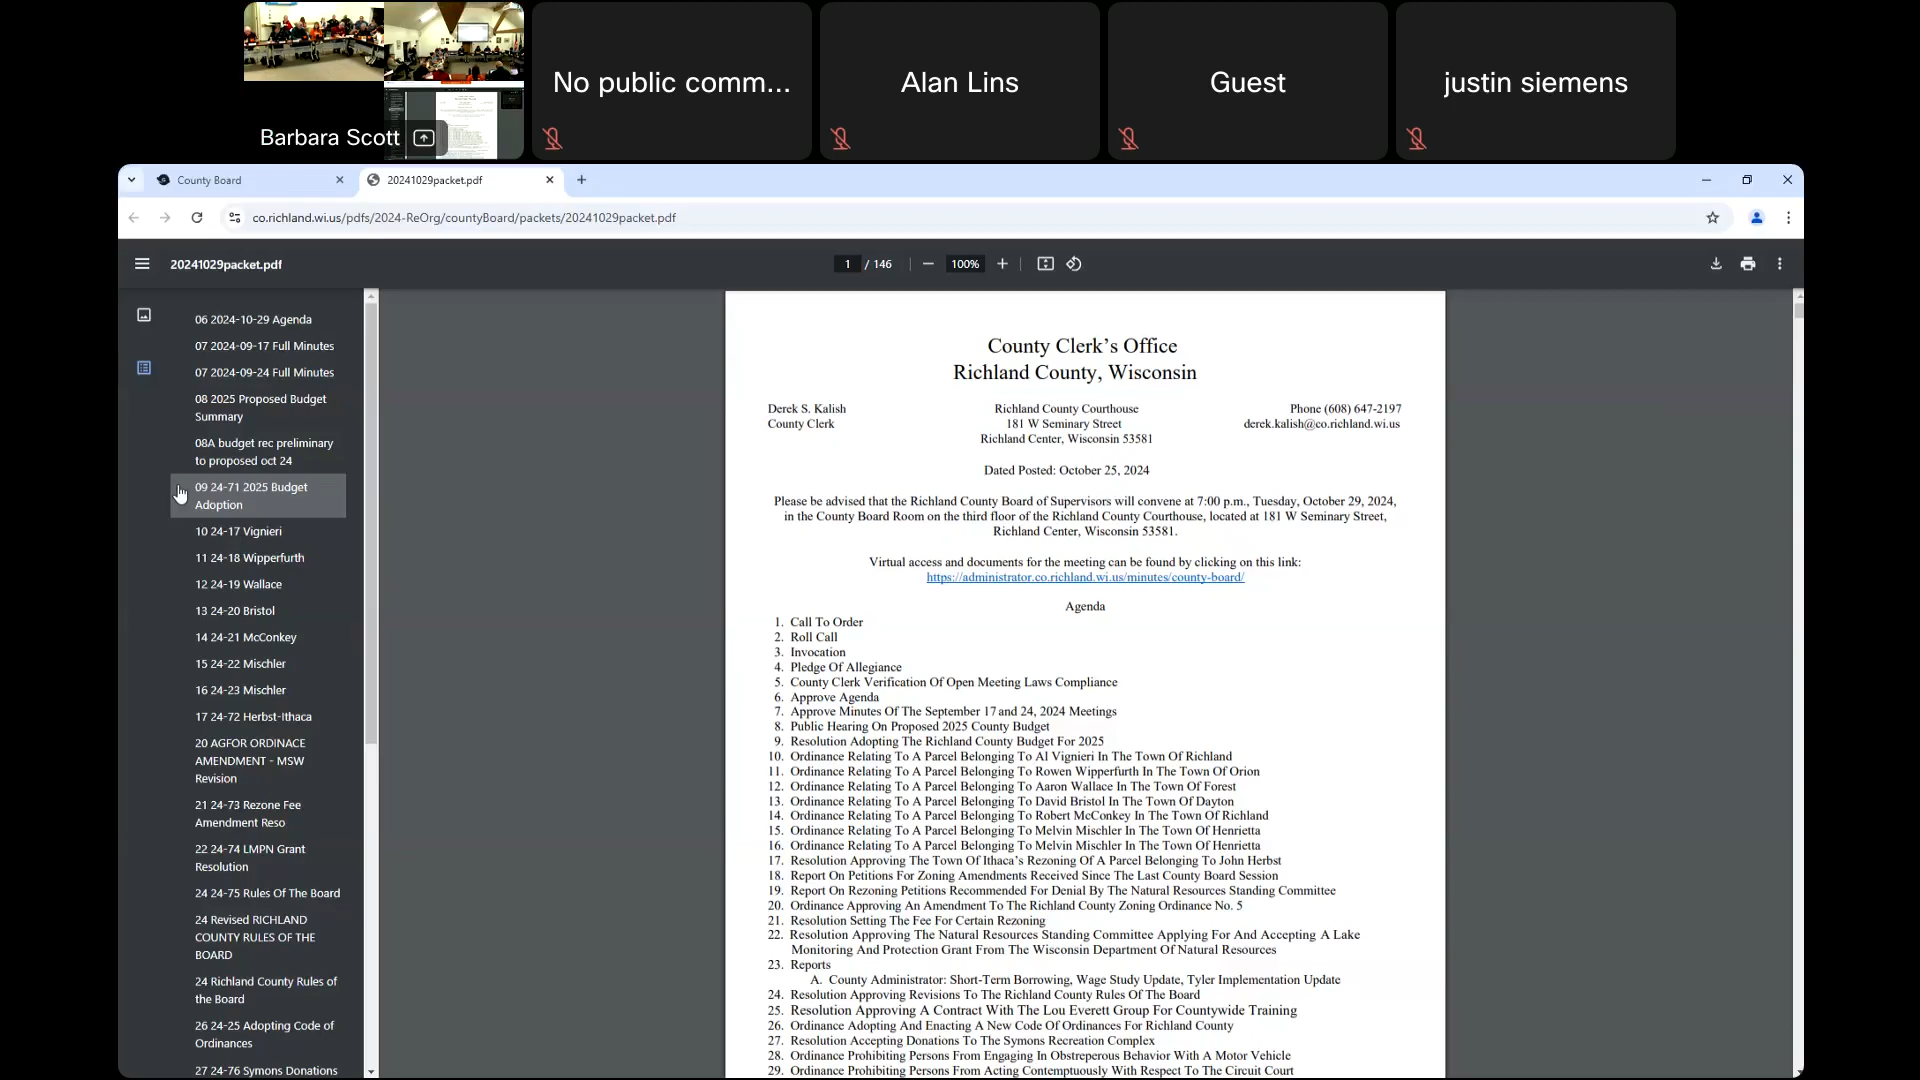 Barbara Scott
No public comm...
Alan Lins
Guest
justin siemens
County Board
20241029packet.pdf
co.richland.wi.us/pdfs/2024-ReOrg/countyBoard/packets/20241029packet.pdf
20241029packet.pdf
1 / 146
100%
06 2024-10-29 Agenda
07 2024-09-17 Full Minutes
07 2024-09-24 Full Minutes
08 2025 Proposed Budget
Summary
08A budget rec preliminary
to proposed oct 24
09 24-71 2025 Budget
Adoption
10 24-17 Vignieri
11 24-18 Wipperfurth
12 24-19 Wallace
13 24-20 Bristol
14 24-21 McConkey
15 24-22 Mischler
16 24-23 Mischler
17 24-72 Herbst-Ithaca
20 AGFOR ORDINACE
AMENDMENT - MSW
Revision
21 24-73 Rezone Fee
Amendment Reso
22 24-74 LMPN Grant
Resolution
24 24-75 Rules Of The Board
24 Revised RICHLAND
COUNTY RULES OF THE
BOARD
24 Richland County Rules of
the Board
26 24-25 Adopting Code of
Ordinances
27 24-76 Symons Donations
County Clerk's Office
Richland County, Wisconsin
Derek S. Kalish
County Clerk
Richland County Courthouse
181 W Seminary Street
Richland Center, Wisconsin 53581
Phone (608) 647-2197
derek.kalish@co.richland.wi.us
Dated Posted: October 25, 2024
Please be advised that the Richland County Board of Supervisors will convene at 7:00 p.m., Tuesday, October 29, 2024,
in the County Board Room on the third floor of the Richland County Courthouse, located at 181 W Seminary Street,
Richland Center, Wisconsin 53581.
Virtual access and documents for the meeting can be found by clicking on this link:
https://administrator.co.richland.wi.us/minutes/county-board/
Agenda
1. Call To Order
2. Roll Call
3. Invocation
4. Pledge Of Allegiance
5. County Clerk Verification Of Open Meeting Laws Compliance
6. Approve Agenda
7. Approve Minutes Of The September 17 and 24, 2024 Meetings
8. Public Hearing On Proposed 2025 County Budget
9. Resolution Adopting The Richland County Budget For 2025
10. Ordinance Relating To A Parcel Belonging To Al Vignieri In The Town Of Richland
11. Ordinance Relating To A Parcel Belonging To Rowen Wipperfurth In The Town Of Orion
12. Ordinance Relating To A Parcel Belonging To Aaron Wallace In The Town Of Forest
13. Ordinance Relating To A Parcel Belonging To David Bristol In The Town Of Dayton
14. Ordinance Relating To A Parcel Belonging To Robert McConkey In The Town Of Richland
15. Ordinance Relating To A Parcel Belonging To Melvin Mischler In The Town Of Henrietta
16. Ordinance Relating To A Parcel Belonging To Melvin Mischler In The Town Of Henrietta
17. Resolution Approving The Town Of Ithaca's Rezoning Of A Parcel Belonging To John Herbst
18. Report On Petitions For Zoning Amendments Received Since The Last County Board Session
19. Report On Rezoning Petitions Recommended For Denial By The Natural Resources Standing Committee
20. Ordinance Approving An Amendment To The Richland County Zoning Ordinance No. 5
21. Resolution Setting The Fee For Certain Rezoning
22. Resolution Approving The Natural Resources Standing Committee Applying For And Accepting A Lake
Monitoring And Protection Grant From The Wisconsin Department Of Natural Resources
23. Reports
A. County Administrator: Short-Term Borrowing, Wage Study Update, Tyler Implementation Update
24. Resolution Approving Revisions To The Richland County Rules Of The Board
25. Resolution Approving A Contract With The Lou Everett Group For Countywide Training
26. Ordinance Adopting And Enacting A New Code Of Ordinances For Richland County
27. Resolution Accepting Donations To The Symons Recreation Complex
28. Ordinance Prohibiting Persons From Engaging In Obstreperous Behavior With A Motor Vehicle
29. Ordinance Prohibiting Persons From Acting Contemptuously With Respect To The Circuit Court